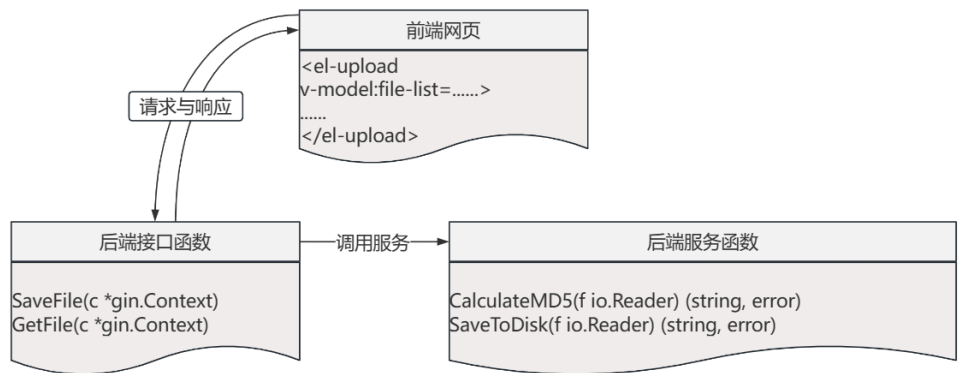 前端网页
<el-upload
v-model:file-list=......>
......
</el-upload>
请求与响应
后端接口函数
SaveFile(c *gin.Context)
GetFile(c *gin.Context)
调用服务
后端服务函数
CalculateMD5(f io.Reader) (string, error)
SaveToDisk(f io.Reader) (string, error)